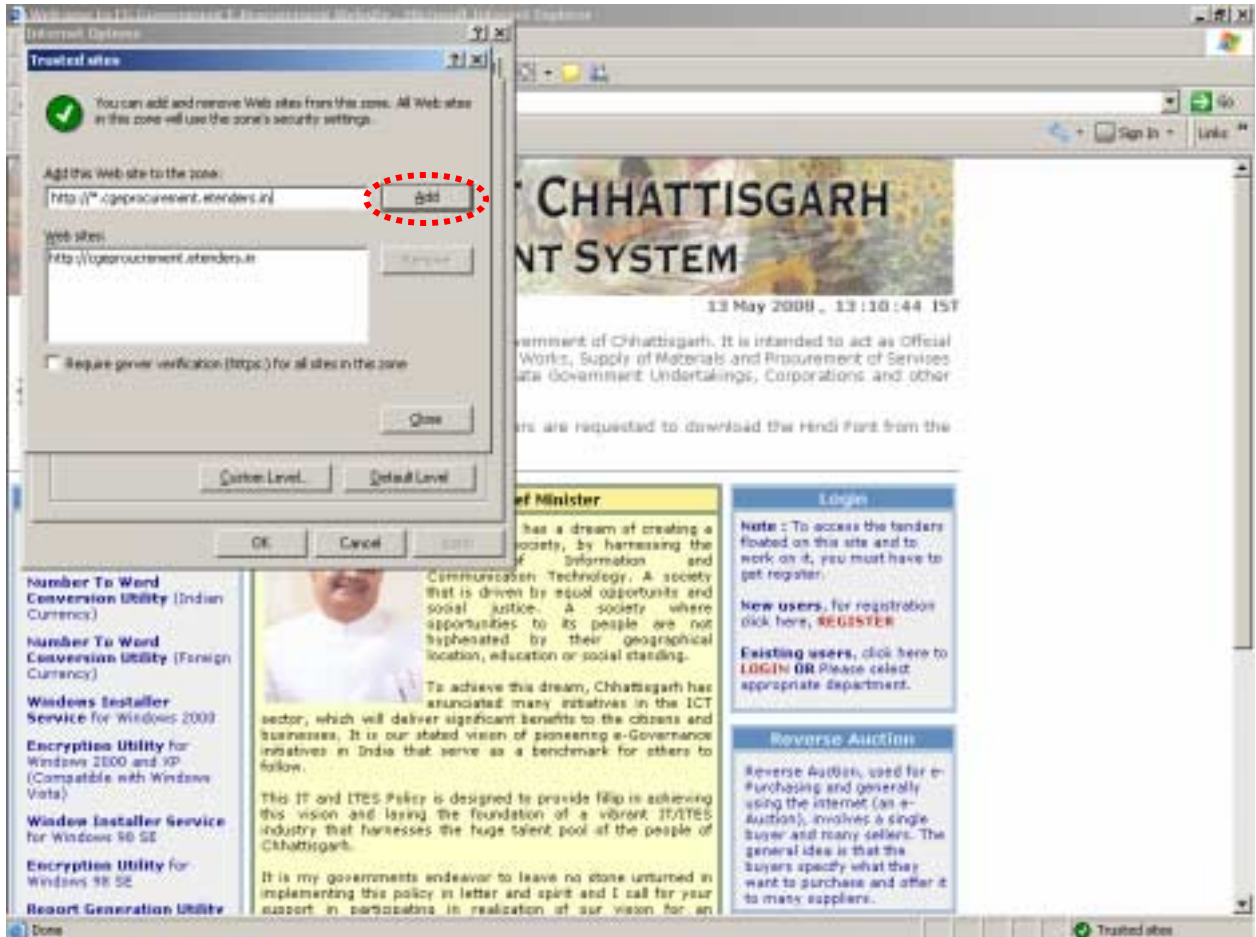 Internet Options
Trusted sites
You can add and remove Web sites from this zone. All Web sites
in this zone will use the zone's security settings.
Add this Web site to the zone:
http://*.cgeprocurement.etenders.in
Add
Web sites:
http://cgeproucrement.etenders.in
Remove
Require server verification (https:) for all sites in this zone
Close
Custom Level...
Default Level
OK
Cancel
Go
Sign In
Links
CHHATTISGARH
NT SYSTEM
13 May 2008, 13:10:44 IST
vernment of Chhattisgarh. It is intended to act as Official
Works, Supply of Materials and Procurement of Services
ate Government Undertakings, Corporations and other
rs are requested to download the Hindi Font from the
Number To Word
Conversion Utility (Indian
Currency)
Number To Word
Conversion Utility (Foreign
Currency)
Windows Installer
Service for Windows 2000
Encryption Utility for
Windows 2000 and XP
(Compatible with Windows
Vista)
Window Installer Service
for Windows 98 SE
Encryption Utility for
Windows 98 SE
Report Generation Utility
ef Minister
has a dream of creating a
society, by harnessing the
of Information and
Communication Technology. A society
that is driven by equal opportunity and
social justice. A society where
opportunities to its people are not
hyphenated by their geographical
location, education or social standing.
To achieve this dream, Chhattisgarh has
enunciated many initiatives in the ICT
sector, which will deliver significant benefits to the citizens and
businesses. It is our stated vision of pioneering e-Governance
initiatives in India that serve as a benchmark for others to
follow.
This IT and ITES Policy is designed to provide fillip in achieving
this vision and laying the foundation of a vibrant IT/ITES
industry that harnesses the huge talent pool of the people of
Chhattisgarh.
It is my governments endeavor to leave no stone unturned in
implementing this policy in letter and spirit and I call for your
support in participating in realization of our vision for an
Login
Note : To access the tenders
floated on this site and to
work on it, you must have to
get register.
New users, for registration
click here, REGISTER
Existing users, click here to
LOGIN OR Please select
appropriate department.
Reverse Auction
Reverse Auction, used for e-
Purchasing and generally
using the internet (an e-
Auction), involves a single
buyer and many sellers. The
general idea is that the
buyers specify what they
want to purchase and offer it
to many suppliers.
Done
Trusted sites